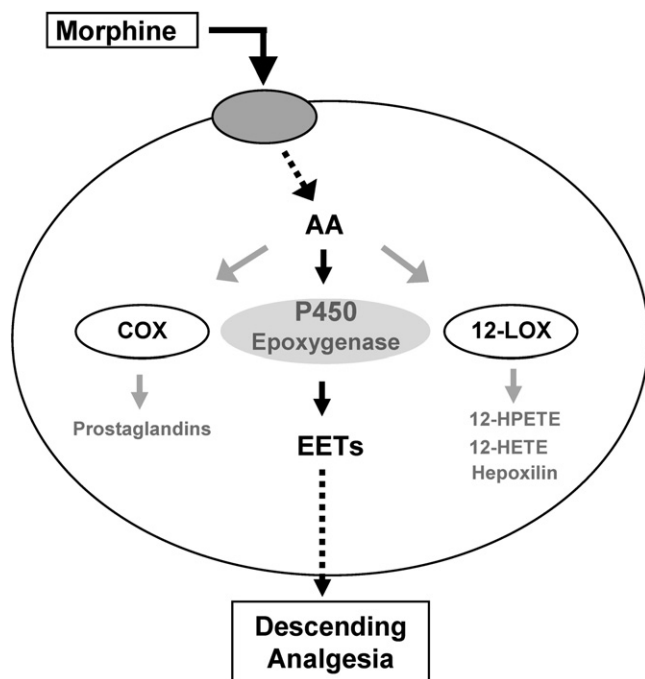 Morphine
AA
COX
P450
Epoxygenase
12-LOX
Prostaglandins
EETs
12-HPETE
12-HETE
Hepoxilin
Descending
Analgesia